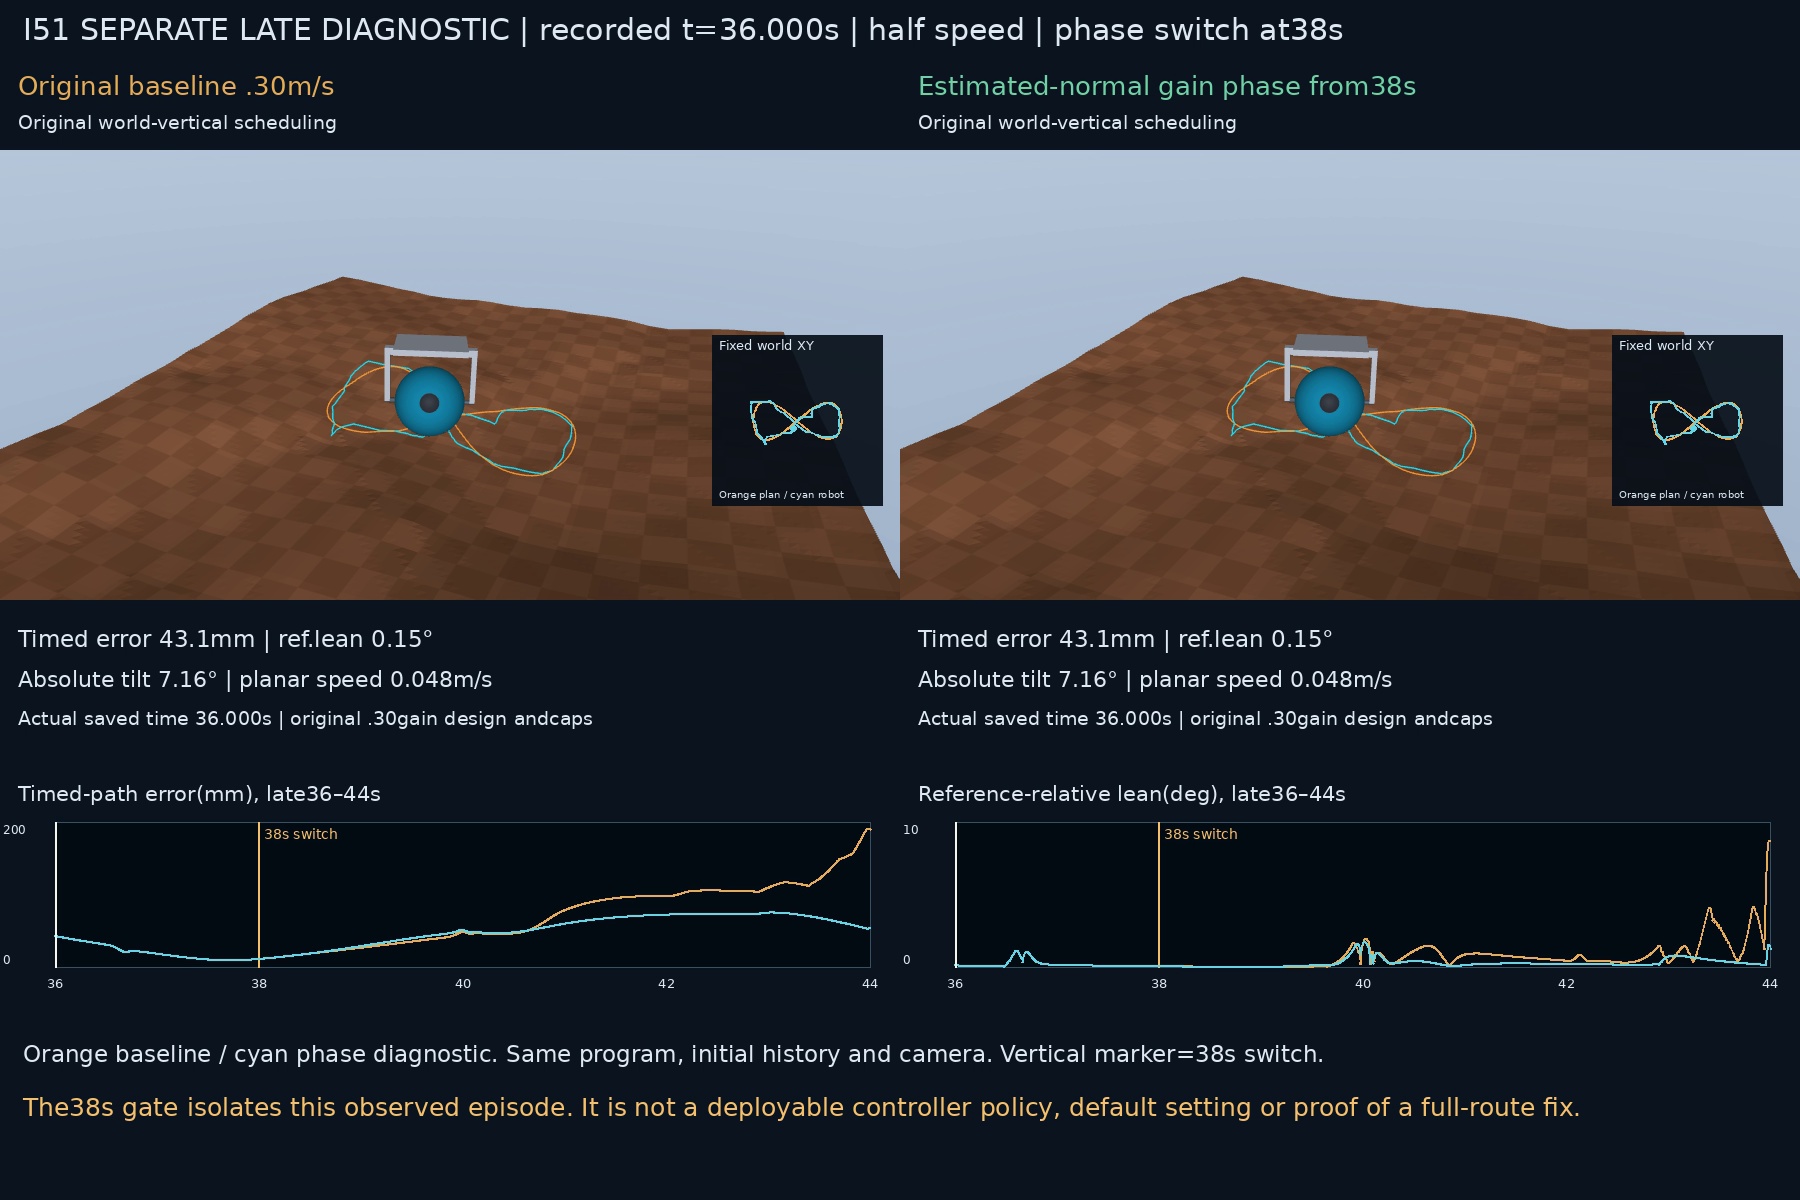 I51 SEPARATE LATE DIAGNOSTIC | recorded t=36.000s | half speed | phase switch at38s
Original baseline .30m/s
Original world-vertical scheduling
Estimated-normal gain phase from38s
Original world-vertical scheduling
Fixed world XY
Orange plan / cyan robot
Fixed world XY
Orange plan / cyan robot
Timed error 43.1mm | ref.lean 0.15°
Absolute tilt 7.16° | planar speed 0.048m/s
Actual saved time 36.000s | original .30gain design andcaps
Timed error 43.1mm | ref.lean 0.15°
Absolute tilt 7.16° | planar speed 0.048m/s
Actual saved time 36.000s | original .30gain design andcaps
Timed-path error(mm), late36–44s
200
38s switch
0
36 38 40 42 44
Reference-relative lean(deg), late36–44s
10
38s switch
0
36 38 40 42 44
Orange baseline / cyan phase diagnostic. Same program, initial history and camera. Vertical marker=38s switch.
The38s gate isolates this observed episode. It is not a deployable controller policy, default setting or proof of a full-route fix.